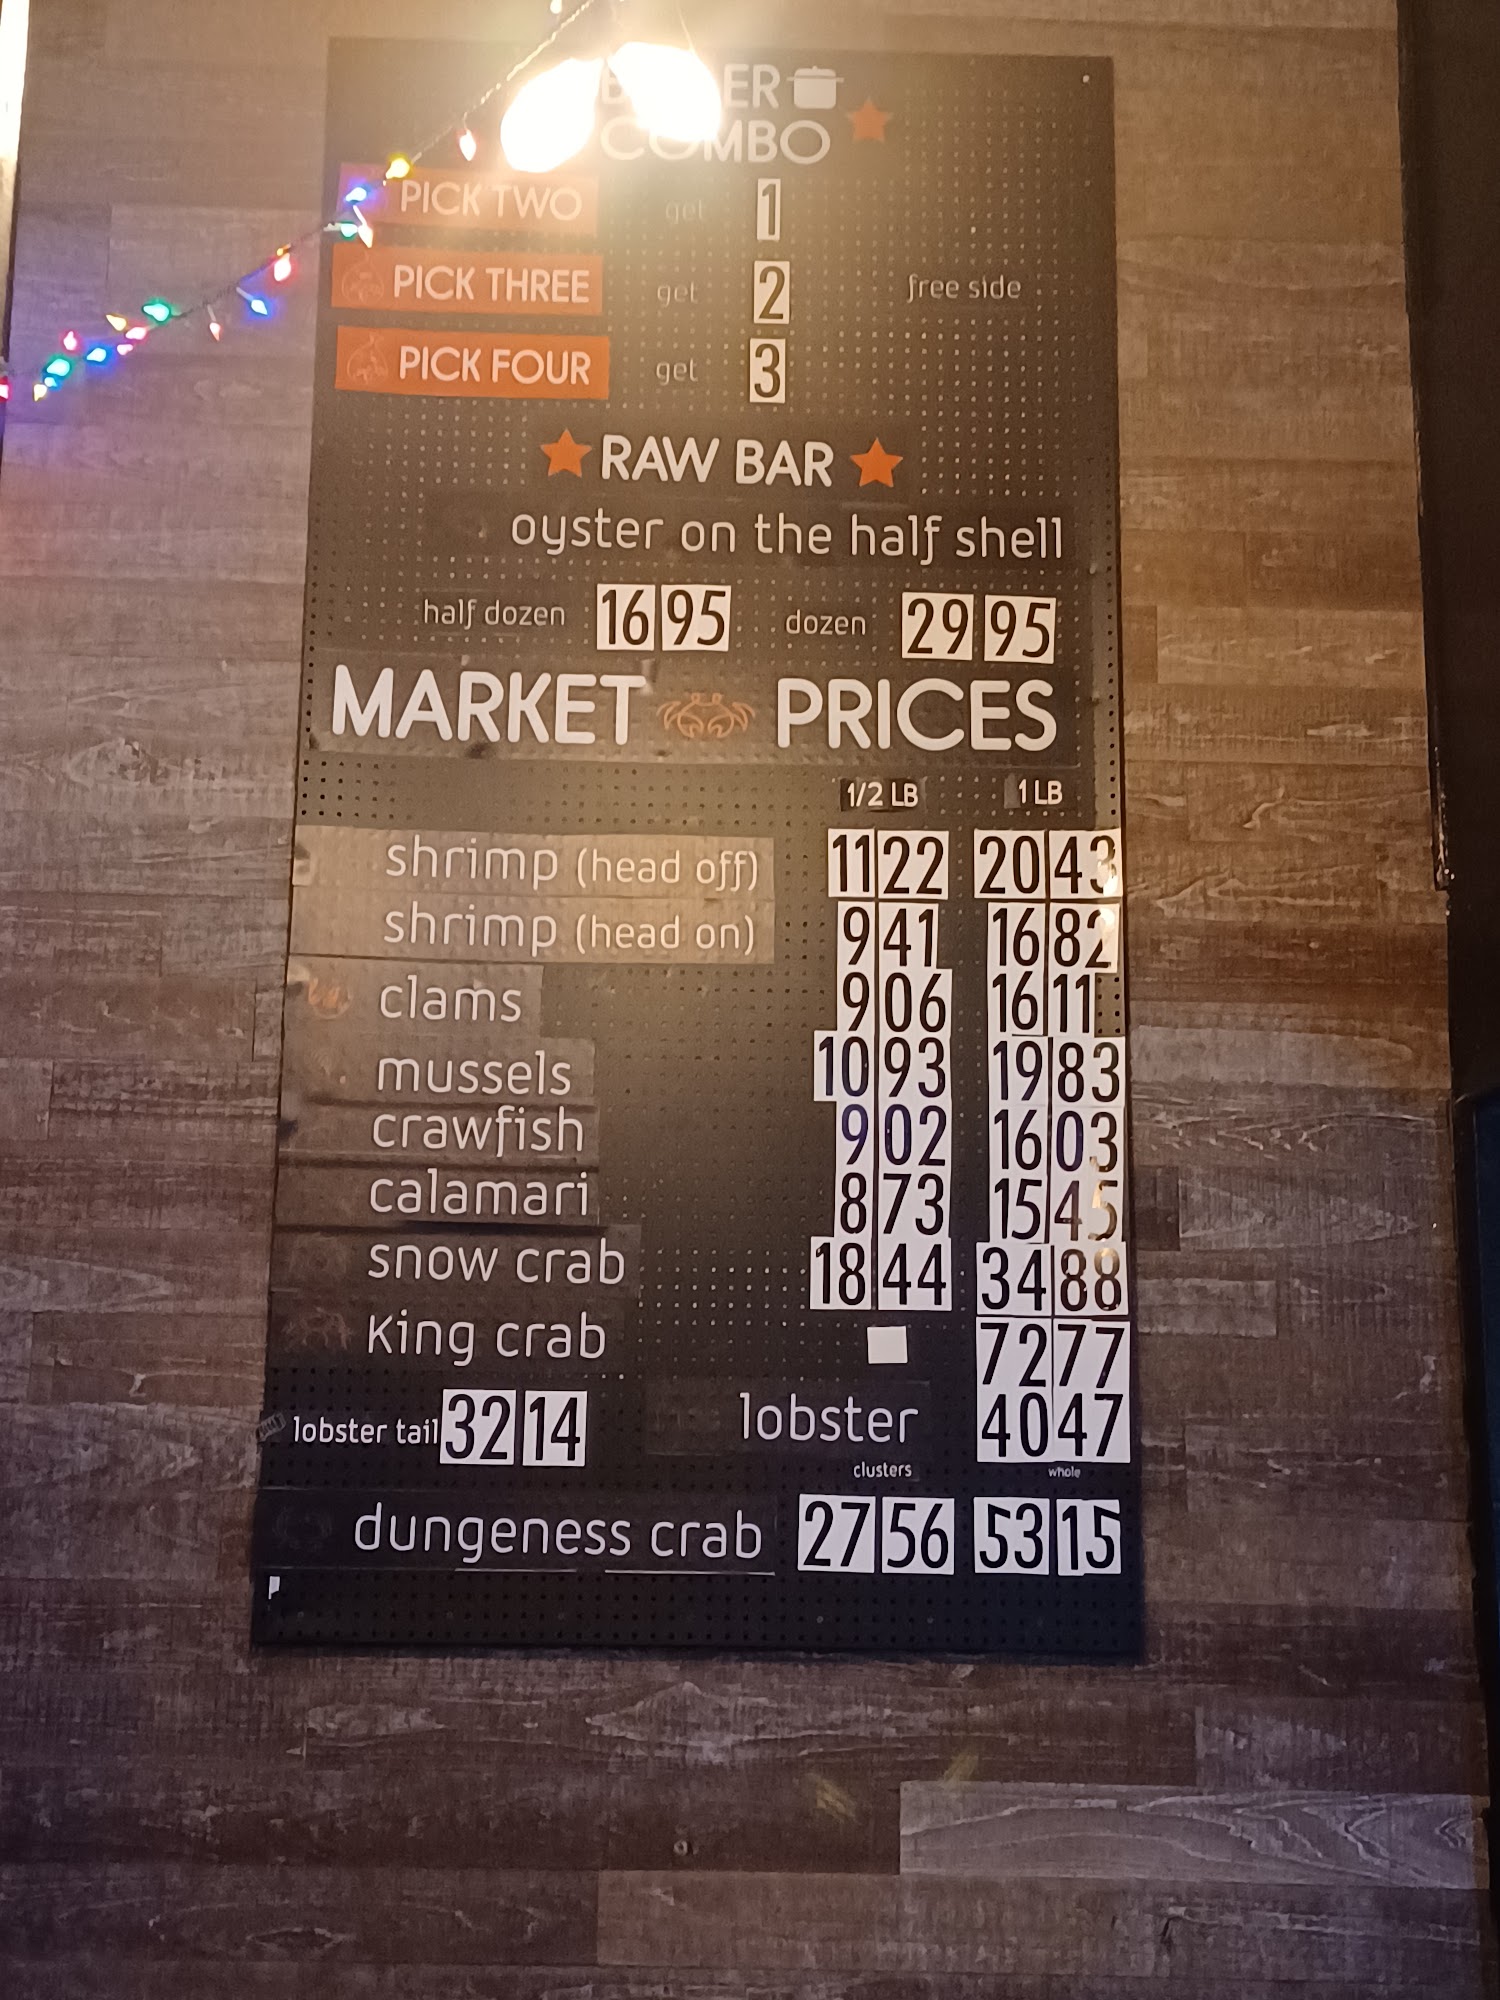 COMBO
PICK TWO get 1
PICK THREE get 2 free side
PICK FOUR get 3
RAW BAR
oyster on the half shell
half dozen 16 95 dozen 29 95
MARKET PRICES
1/2 LB 1 LB
shrimp (head off) 11 22 20 43
shrimp (head on) 9 41 16 82
clams 9 06 16 11
mussels 10 93 19 83
crawfish 9 02 16 03
calamari 8 73 15 45
snow crab 18 44 34 88
King crab 72 77
lobster tail 32 14 lobster 40 47
clusters whole
dungeness crab 27 56 53 15